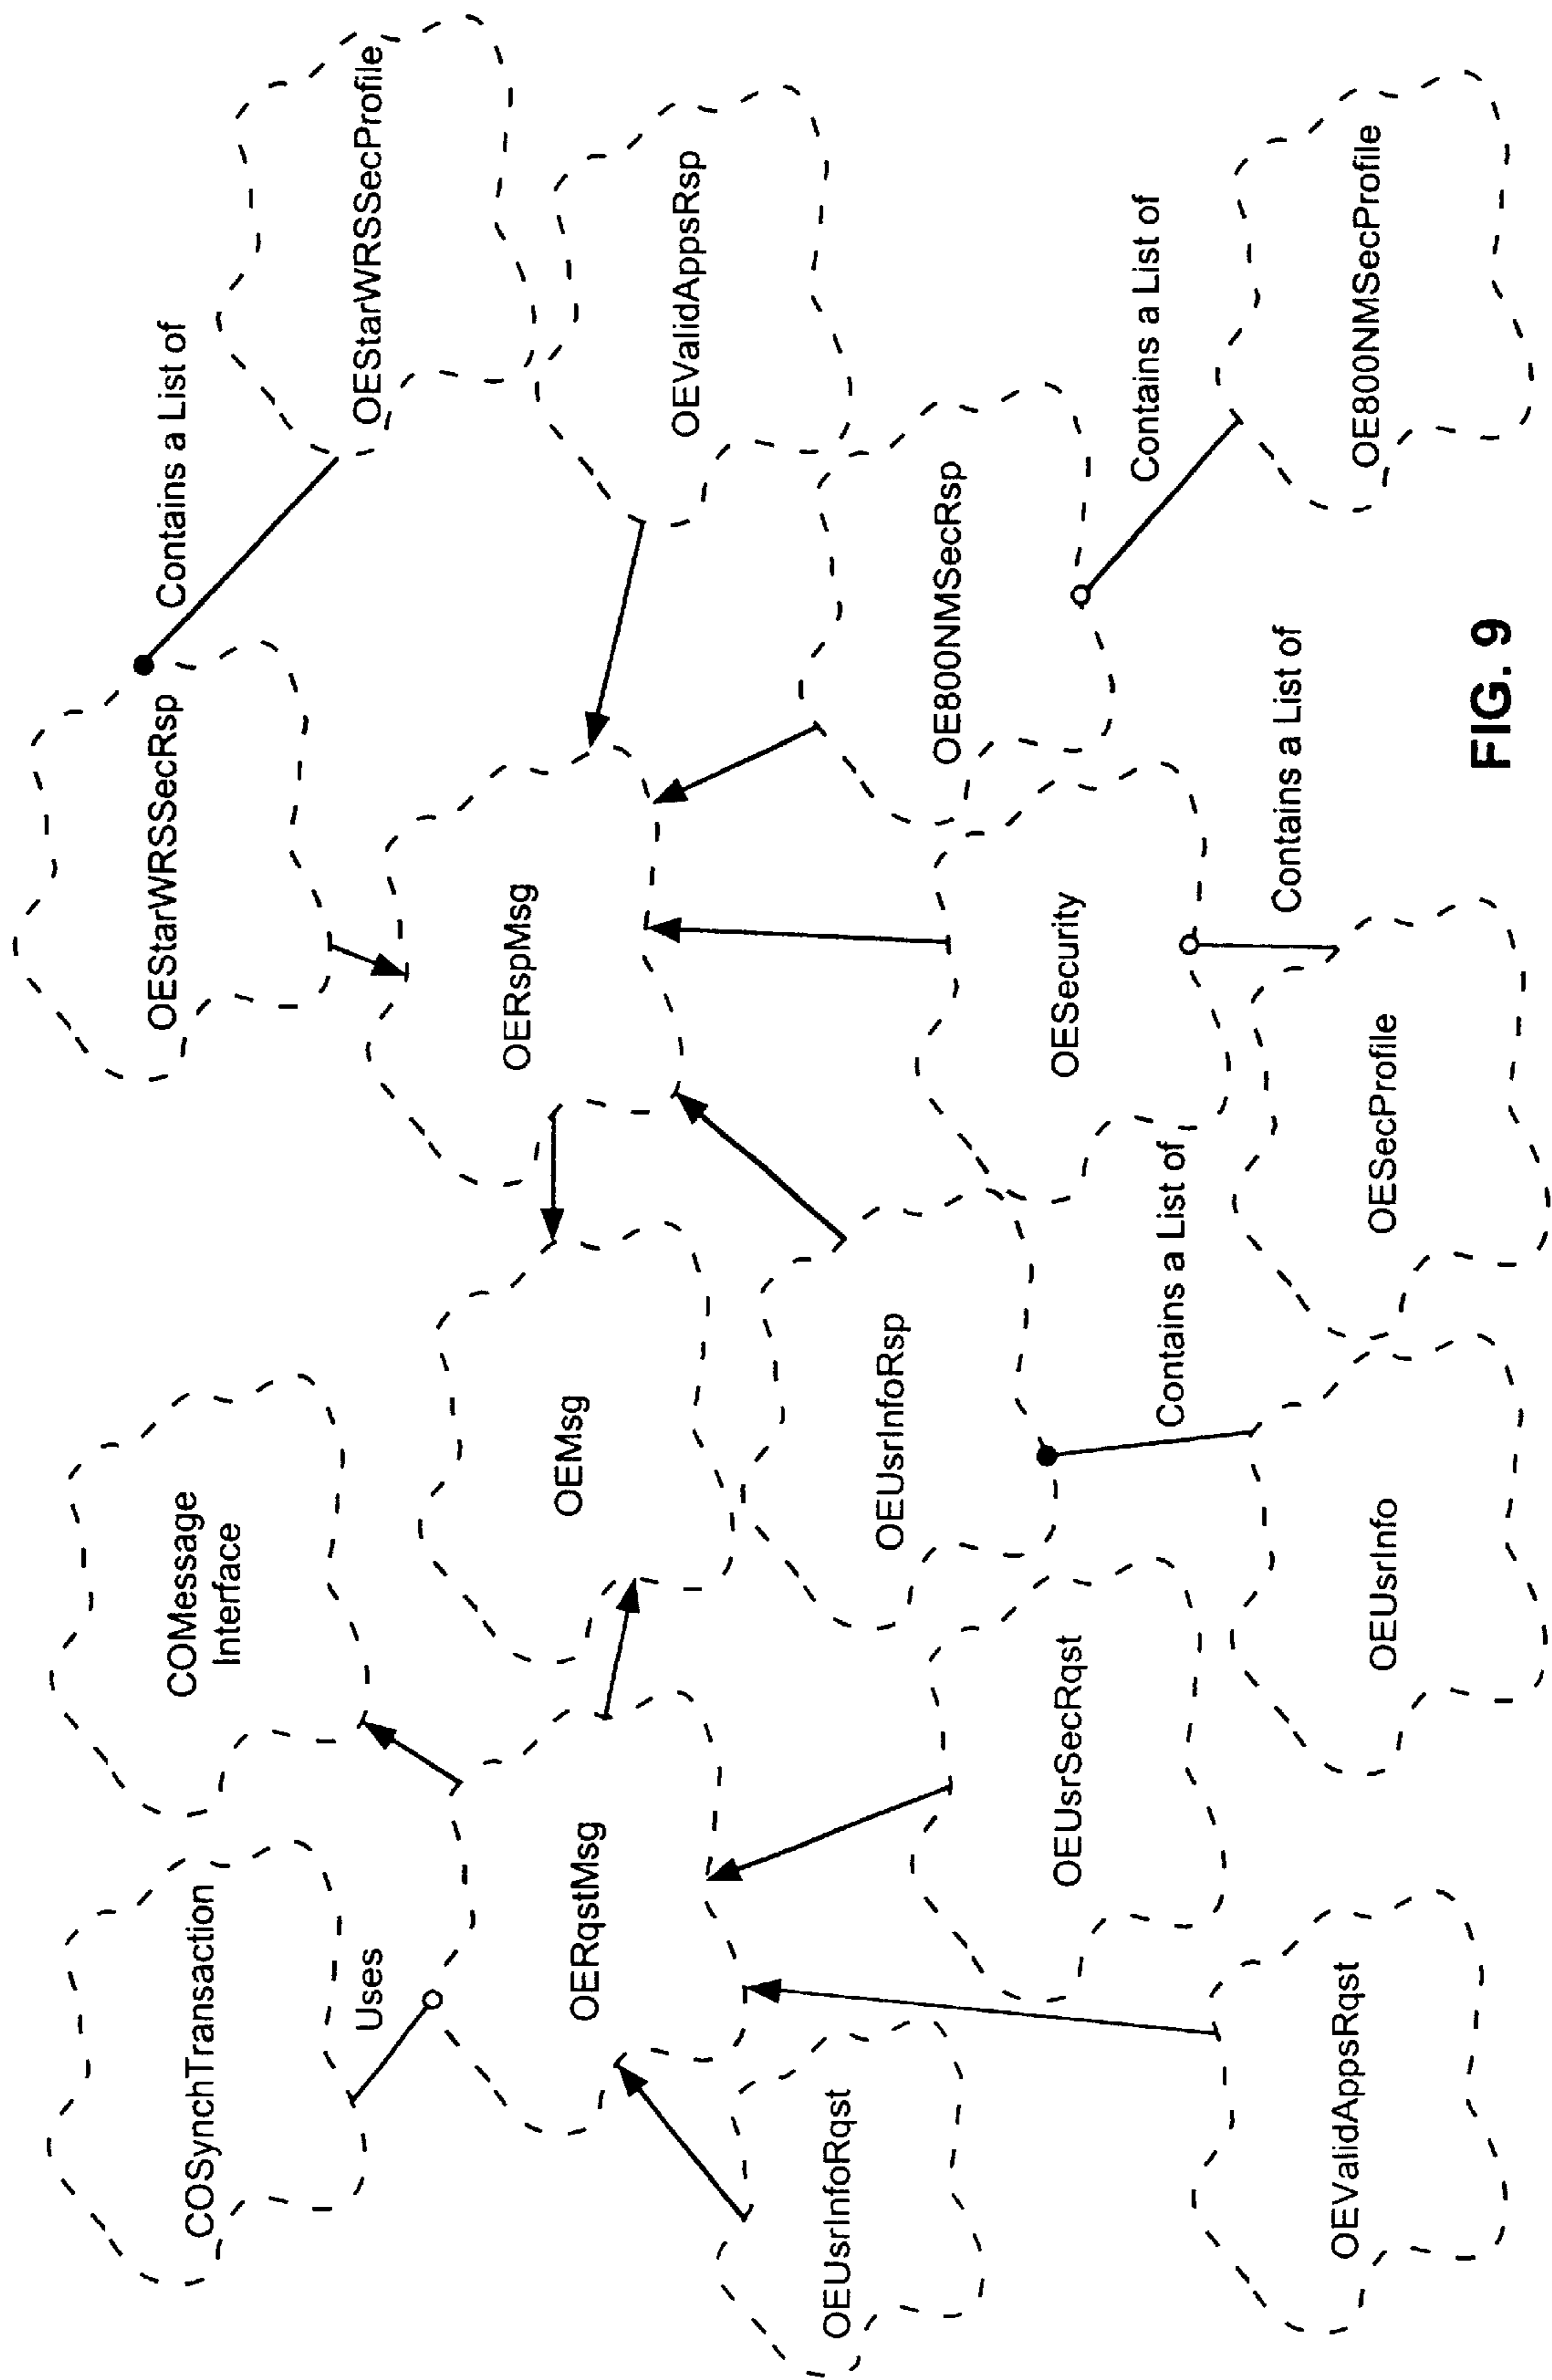 COSynchTransaction
COMessage
Interface
OEStarWRSSecRsp
Contains a List of
OEStarWRSSecProfile
Uses
OERqstMsg
OEMsg
OERspMsg
OEValidAppsRsp
OEUsrInfoRqst
OEUsrInfoRsp
OE800NMSecRsp
OEUsrSecRqst
OESecurity
Contains a List of
Contains a List of
Contains a List of
OEValidAppsRqst
OEUsrInfo
OESecProfile
OE800NMSecProfile
FIG. 9